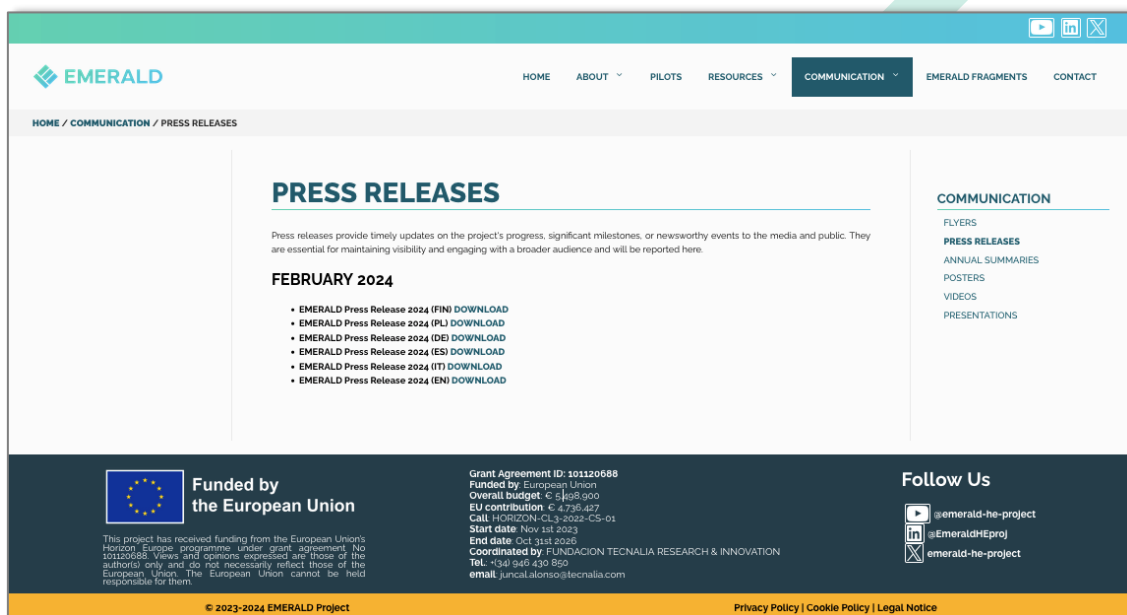 EMERALD
HOME ABOUT PILOTS RESOURCES COMMUNICATION EMERALD FRAGMENTS CONTACT
HOME / COMMUNICATION / PRESS RELEASES
PRESS RELEASES
Press releases provide timely updates on the project's progress, significant milestones, or newsworthy events to the media and public. They
are essential for maintaining visibility and engaging with a broader audience and will be reported here.
FEBRUARY 2024
• EMERALD Press Release 2024 (FIN) DOWNLOAD
• EMERALD Press Release 2024 (PL) DOWNLOAD
• EMERALD Press Release 2024 (DE) DOWNLOAD
• EMERALD Press Release 2024 (ES) DOWNLOAD
• EMERALD Press Release 2024 (IT) DOWNLOAD
• EMERALD Press Release 2024 (EN) DOWNLOAD
COMMUNICATION
FLYERS
PRESS RELEASES
ANNUAL SUMMARIES
POSTERS
VIDEOS
PRESENTATIONS
Funded by
the European Union
This project has received funding from the European Union's
Horizon Europe programme under grant agreement No
101120688. Views and opinions expressed are those of the
author(s) only and do not necessarily reflect those of the
European Union. The European Union cannot be held
responsible for them.
Grant Agreement ID: 101120688
Funded by: European Union
Overall budget: € 5,498,900
EU contribution: € 4,736,427
Call: HORIZON-CL3-2022-CS-01
Start date: Nov 1st 2023
End date: Oct 31st 2026
Coordinated by: FUNDACION TECNALIA RESEARCH & INNOVATION
Tel.: +(34) 946 430 850
email: juncal.alonso@tecnalia.com
Follow Us
@emerald-he-project
@EmeraldHEproj
emerald-he-project
© 2023-2024 EMERALD Project
Privacy Policy | Cookie Policy | Legal Notice